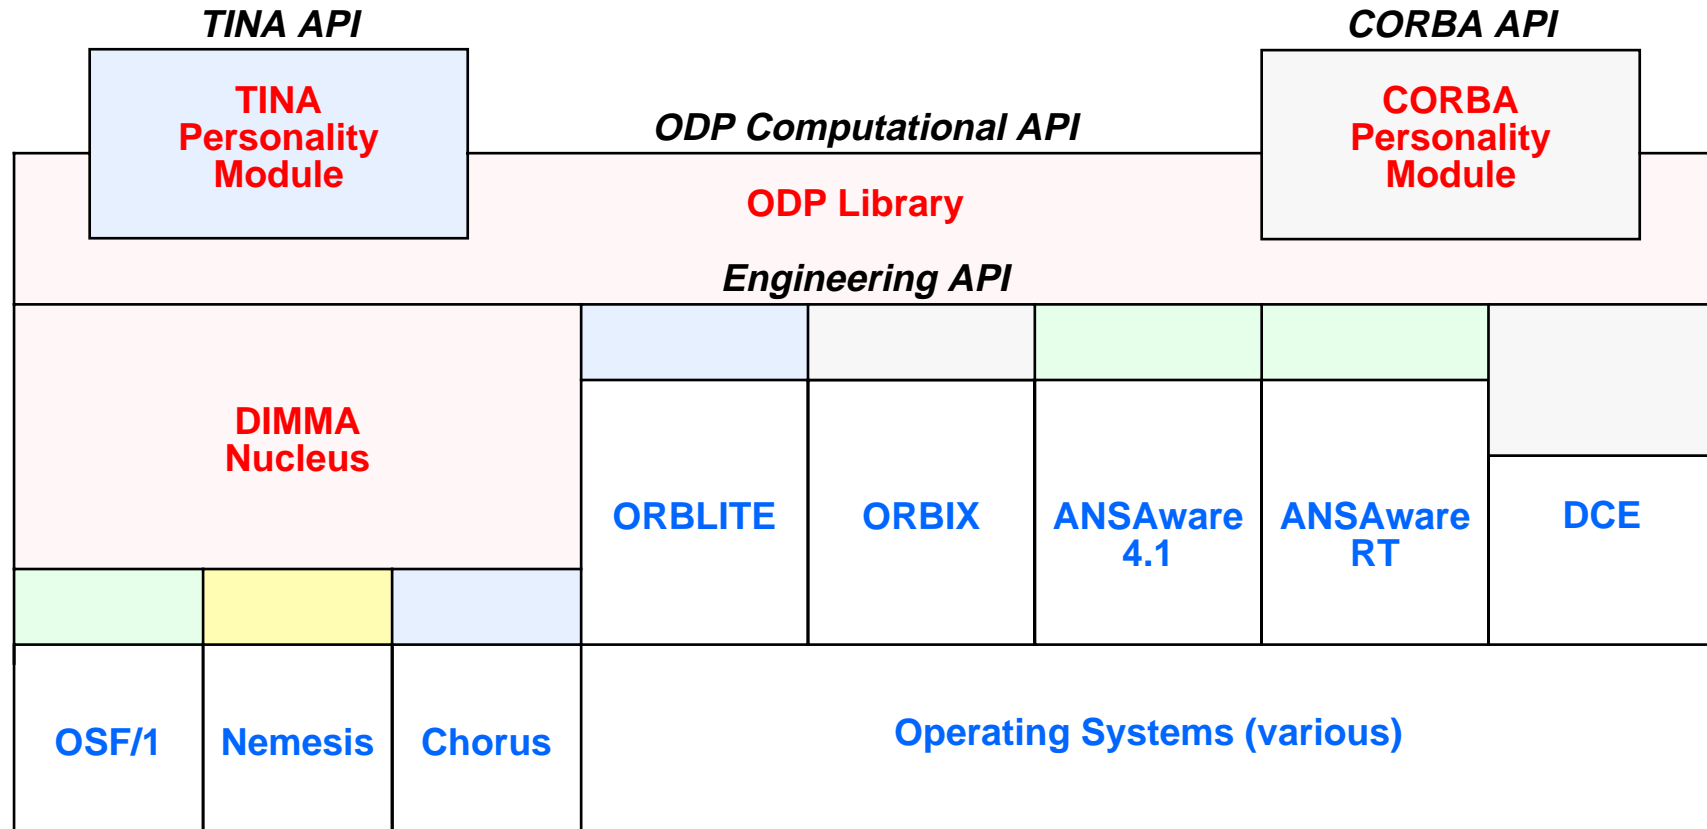 TINA API
CORBA API
TINA
Personality
Module
ODP Computational API
CORBA
Personality
Module
ODP Library
Engineering API
DIMMA
Nucleus
ORBLITE
ORBIX
ANSAware
4.1
ANSAware
RT
DCE
OSF/1
Nemesis
Chorus
Operating Systems (various)